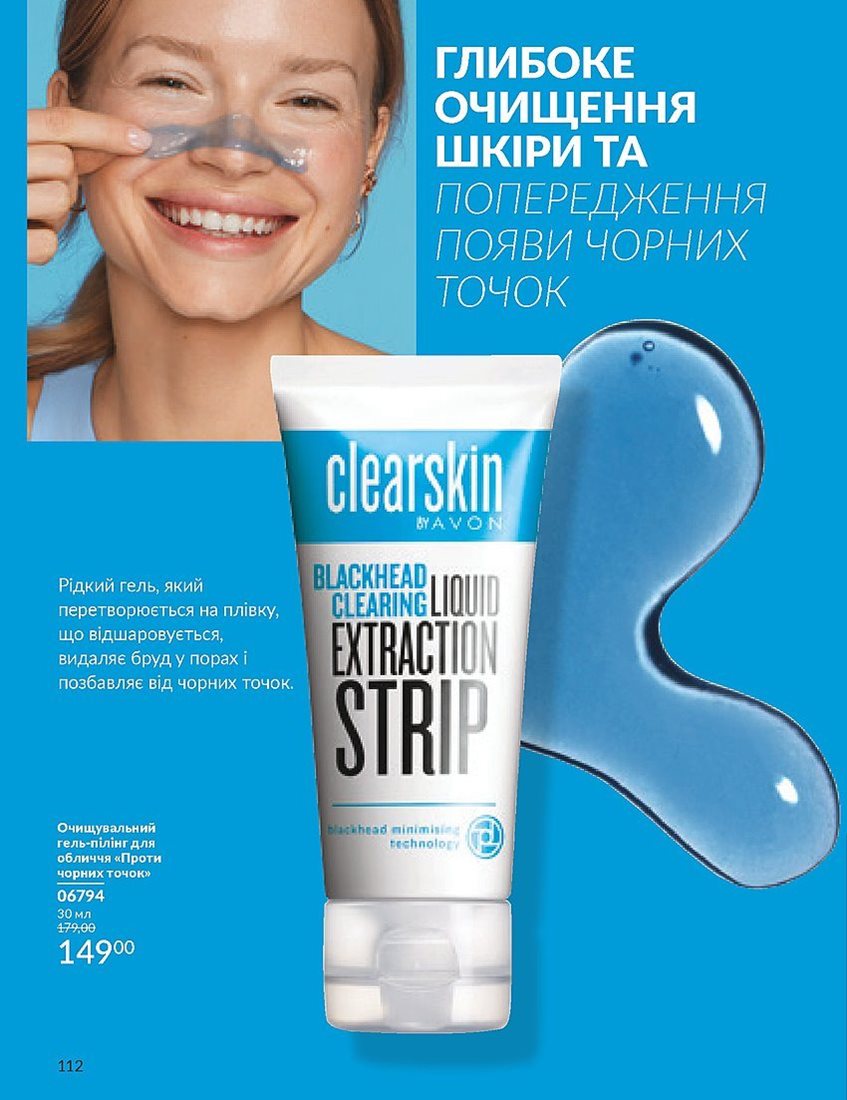 ГЛИБОКЕ
ОЧИЩЕННЯ
ШКІРИ ТА
ПОПЕРЕДЖЕННЯ
ПОЯВИ ЧОРНИХ
ТОЧОК
clearskin
BY AVON
BLACKHEAD
CLEARING LIQUID
EXTRACTION
STRIP
blackhead minimising
technology
Рідкий гель, який
перетворюється на плівку,
що відшаровується,
видаляє бруд у порах і
позбавляє від чорних точок.
Очищувальний
гель-пілінг для
обличчя «Проти
чорних точок»
06794
30 мл
179,00
14900
112